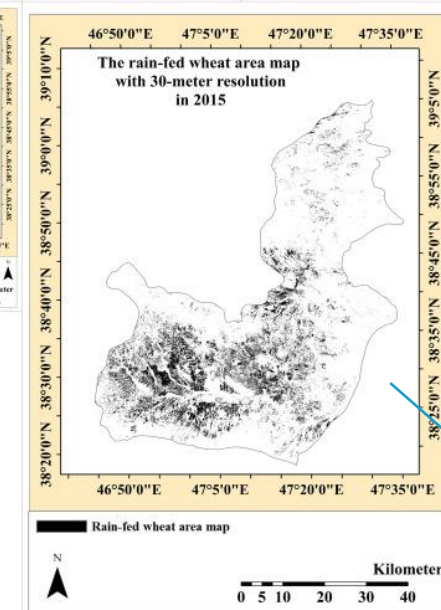 46°50'0"E 47°5'0"E 47°20'0"E 47°35'0"E
The rain-fed wheat area map
with 30-meter resolution
in 2015
39°10'0"N
39°0'0"N
38°50'0"N
38°40'0"N
38°30'0"N
38°20'0"N
39°5'0"N
38°45'0"N
38°35'0"N
38°25'0"N
46°50'0"E 47°5'0"E 47°20'0"E 47°35'0"E
Rain-fed wheat area map
N
Kilometer
0 5 10 20 30 40